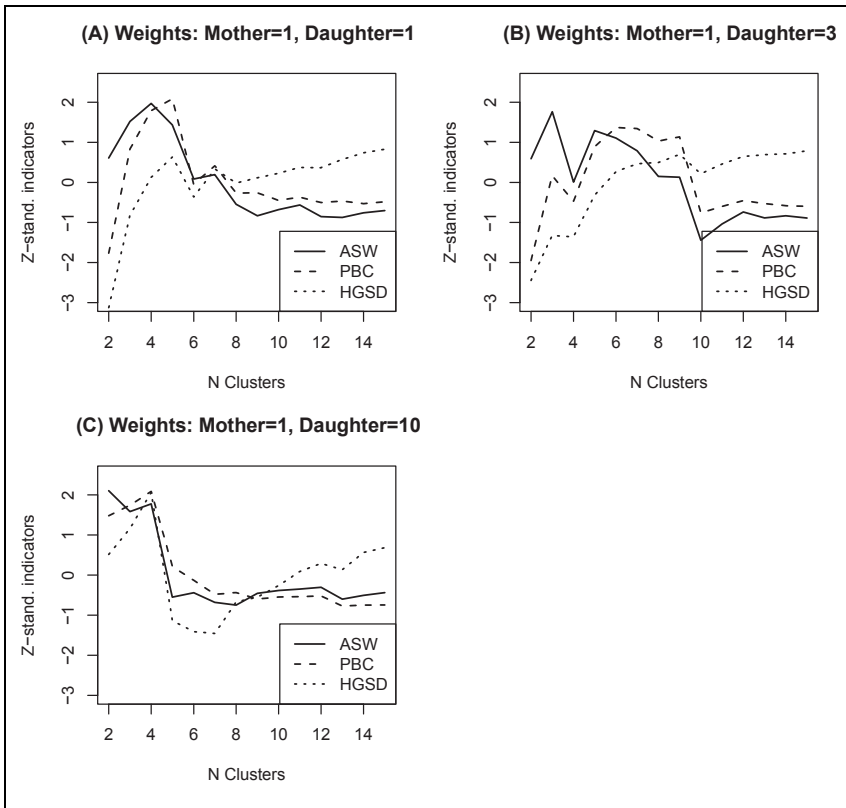 (A) Weights: Mother=1, Daughter=1
Z−stand. indicators
2
1
0
−1
−2
−3
ASW
PBC
HGSD
2 4 6 8 10 12 14
N Clusters
(B) Weights: Mother=1, Daughter=3
Z−stand. indicators
2
1
0
−1
−2
−3
ASW
PBC
HGSD
2 4 6 8 10 12 14
N Clusters
(C) Weights: Mother=1, Daughter=10
Z−stand. indicators
2
1
0
−1
−2
−3
ASW
PBC
HGSD
2 4 6 8 10 12 14
N Clusters